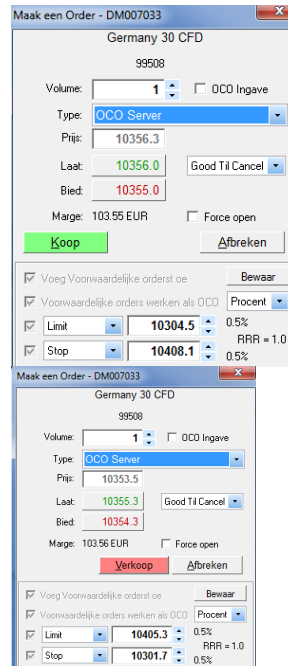 Maak een Order - DM007033
Germany 30 CFD
99508
Volume: 1 OCO Ingave
Type: OCO Server
Prijs: 10356.3
Laat: 10356.0 Good Til Cancel
Bied: 10355.0
Marge: 103.55 EUR Force open
Koop Afbreken
Voeg Voorwaardelijke orderst oe Bewaar
Voorwaardelijke orders werken als OCO Procent
Limit 10304.5 0.5%
RRR = 1.0
Stop 10408.1 0.5%
Maak een Order - DM007033
Germany 30 CFD
99508
Volume: 1 OCO Ingave
Type: OCO Server
Prijs: 10353.5
Laat: 10355.3 Good Til Cancel
Bied: 10354.3
Marge: 103.56 EUR Force open
Verkoop Afbreken
Voeg Voorwaardelijke orderst oe Bewaar
Voorwaardelijke orders werken als OCO Procent
Limit 10405.3 0.5%
RRR = 1.0
Stop 10301.7 0.5%